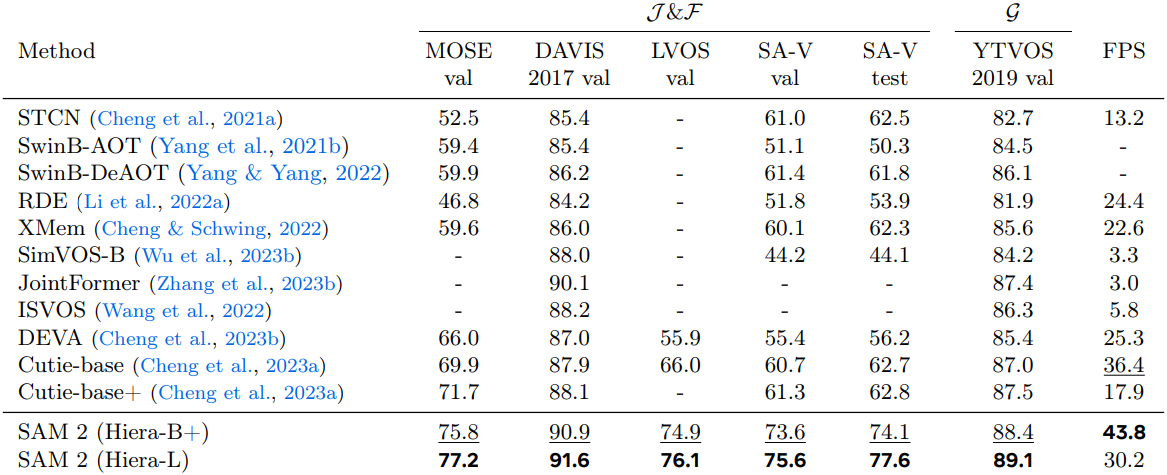 J&F G
Method MOSE DAVIS LVOS SA-V SA-V YTVOS FPS
val 2017 val val val test 2019 val
STCN (Cheng et al., 2021a) 52.5 85.4 - 61.0 62.5 82.7 13.2
SwinB-AOT (Yang et al., 2021b) 59.4 85.4 - 51.1 50.3 84.5 -
SwinB-DeAOT (Yang & Yang, 2022) 59.9 86.2 - 61.4 61.8 86.1 -
RDE (Li et al., 2022a) 46.8 84.2 - 51.8 53.9 81.9 24.4
XMem (Cheng & Schwing, 2022) 59.6 86.0 - 60.1 62.3 85.6 22.6
SimVOS-B (Wu et al., 2023b) - 88.0 - 44.2 44.1 84.2 3.3
JointFormer (Zhang et al., 2023b) - 90.1 - - - 87.4 3.0
ISVOS (Wang et al., 2022) - 88.2 - - - 86.3 5.8
DEVA (Cheng et al., 2023b) 66.0 87.0 55.9 55.4 56.2 85.4 25.3
Cutie-base (Cheng et al., 2023a) 69.9 87.9 66.0 60.7 62.7 87.0 36.4
Cutie-base+ (Cheng et al., 2023a) 71.7 88.1 - 61.3 62.8 87.5 17.9
SAM 2 (Hiera-B+) 75.8 90.9 74.9 73.6 74.1 88.4 43.8
SAM 2 (Hiera-L) 77.2 91.6 76.1 75.6 77.6 89.1 30.2